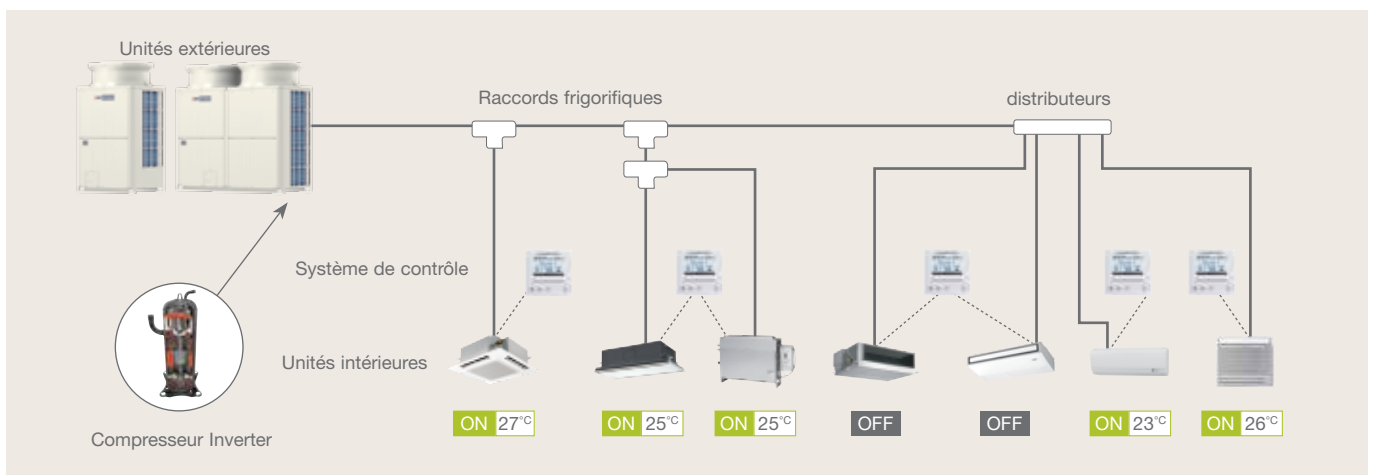 Unités extérieures
Raccords frigorifiques
distributeurs
Système de contrôle
Unités intérieures
Compresseur Inverter
ON 27°C
ON 25°C
ON 25°C
OFF
OFF
ON 23°C
ON 26°C